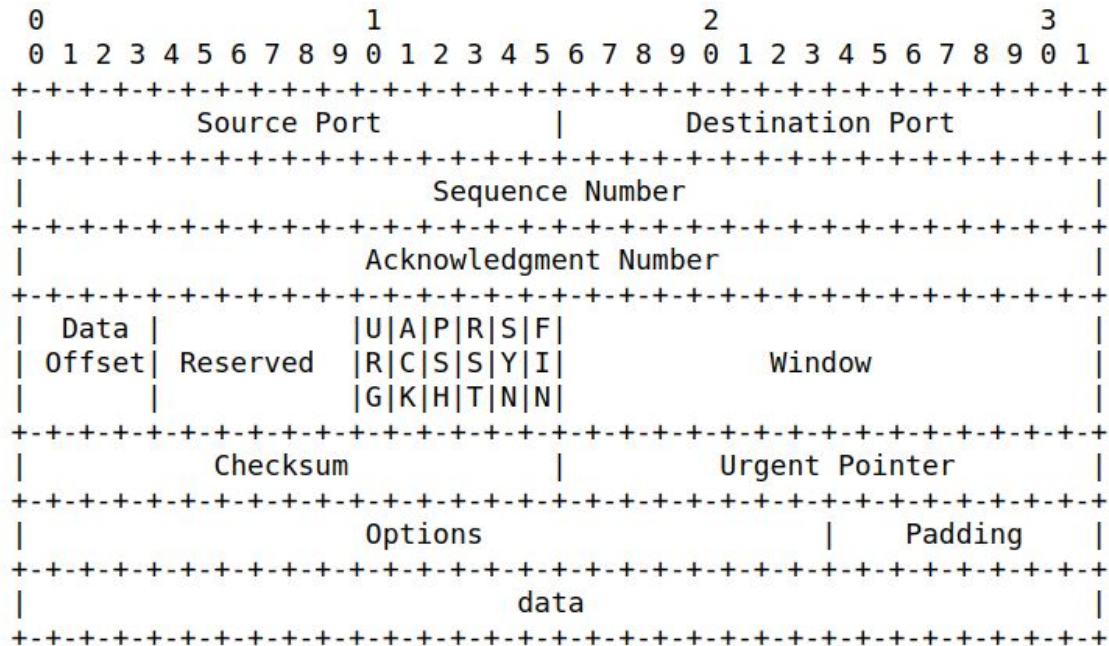 0                   1                   2                   3
0 1 2 3 4 5 6 7 8 9 0 1 2 3 4 5 6 7 8 9 0 1 2 3 4 5 6 7 8 9 0 1
+-+-+-+-+-+-+-+-+-+-+-+-+-+-+-+-+-+-+-+-+-+-+-+-+-+-+-+-+-+-+-+-+
|          Source Port          |       Destination Port        |
+-+-+-+-+-+-+-+-+-+-+-+-+-+-+-+-+-+-+-+-+-+-+-+-+-+-+-+-+-+-+-+-+
|                        Sequence Number                        |
+-+-+-+-+-+-+-+-+-+-+-+-+-+-+-+-+-+-+-+-+-+-+-+-+-+-+-+-+-+-+-+-+
|                    Acknowledgment Number                      |
+-+-+-+-+-+-+-+-+-+-+-+-+-+-+-+-+-+-+-+-+-+-+-+-+-+-+-+-+-+-+-+-+
|  Data |           |U|A|P|R|S|F|                               |
| Offset| Reserved  |R|C|S|S|Y|I|            Window             |
|       |           |G|K|H|T|N|N|                               |
+-+-+-+-+-+-+-+-+-+-+-+-+-+-+-+-+-+-+-+-+-+-+-+-+-+-+-+-+-+-+-+-+
|           Checksum            |         Urgent Pointer        |
+-+-+-+-+-+-+-+-+-+-+-+-+-+-+-+-+-+-+-+-+-+-+-+-+-+-+-+-+-+-+-+-+
|                    Options                    |    Padding    |
+-+-+-+-+-+-+-+-+-+-+-+-+-+-+-+-+-+-+-+-+-+-+-+-+-+-+-+-+-+-+-+-+
|                             data                              |
+-+-+-+-+-+-+-+-+-+-+-+-+-+-+-+-+-+-+-+-+-+-+-+-+-+-+-+-+-+-+-+-+